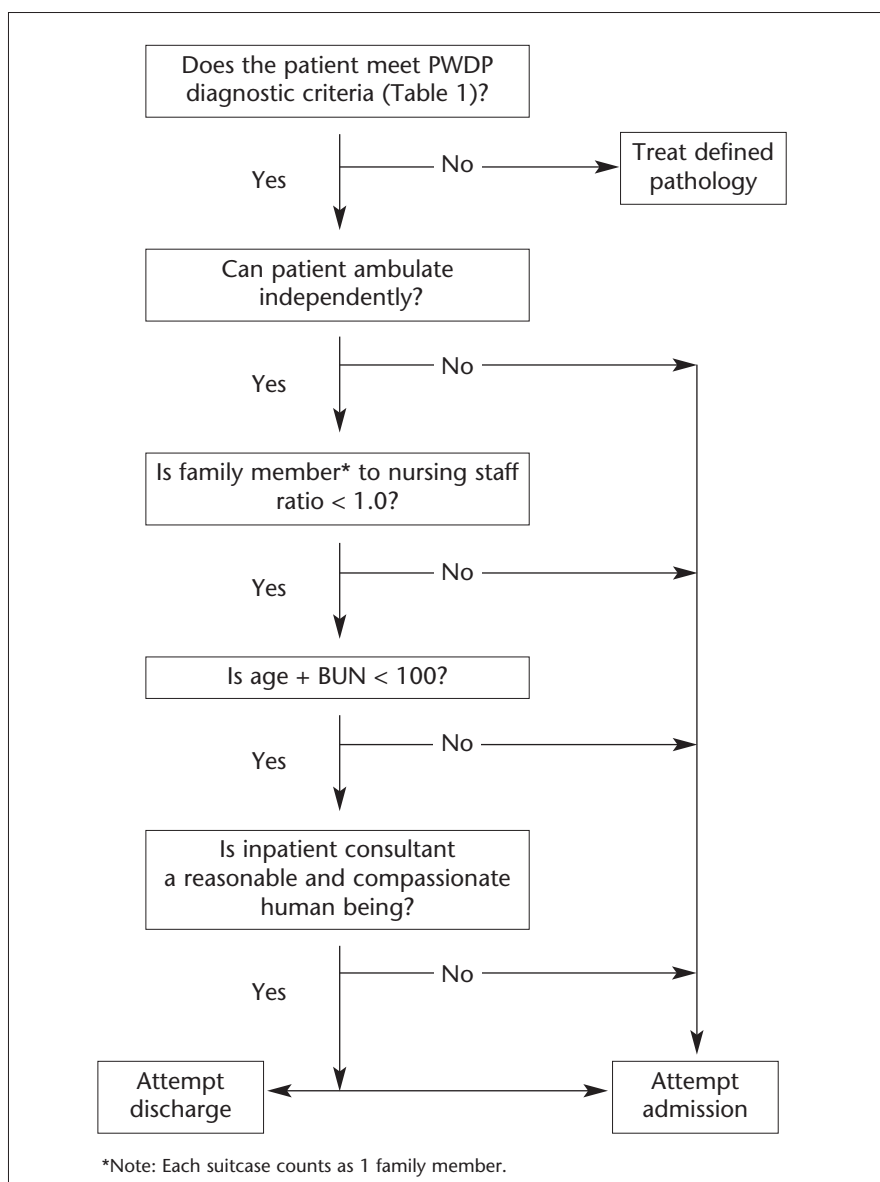 Does the patient meet PWDP
diagnostic criteria (Table 1)?
Yes
No
Treat defined
pathology
Can patient ambulate
independently?
Yes
No
Is family member* to nursing staff
ratio < 1.0?
Yes
No
Is age + BUN < 100?
Yes
No
Is inpatient consultant
a reasonable and compassionate
human being?
Yes
No
Attempt
discharge
Attempt
admission
*Note: Each suitcase counts as 1 family member.